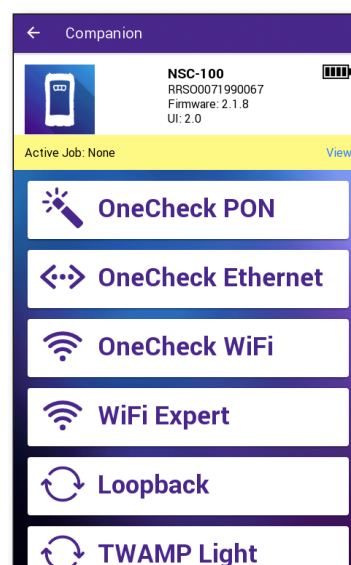 Companion
NSC-100
RRSO0071990067
Firmware: 2.1.8
UI: 2.0
Active Job: None
View
OneCheck PON
OneCheck Ethernet
OneCheck WiFi
WiFi Expert
Loopback
TWAMP Light